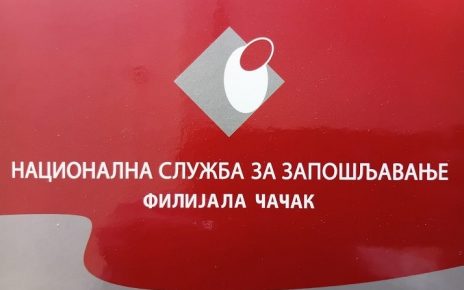 НАЦИОНАЛНА СЛУЖБА ЗА ЗАПОШЉАВАЊЕ
ФИЛИЈАЛА ЧАЧАК